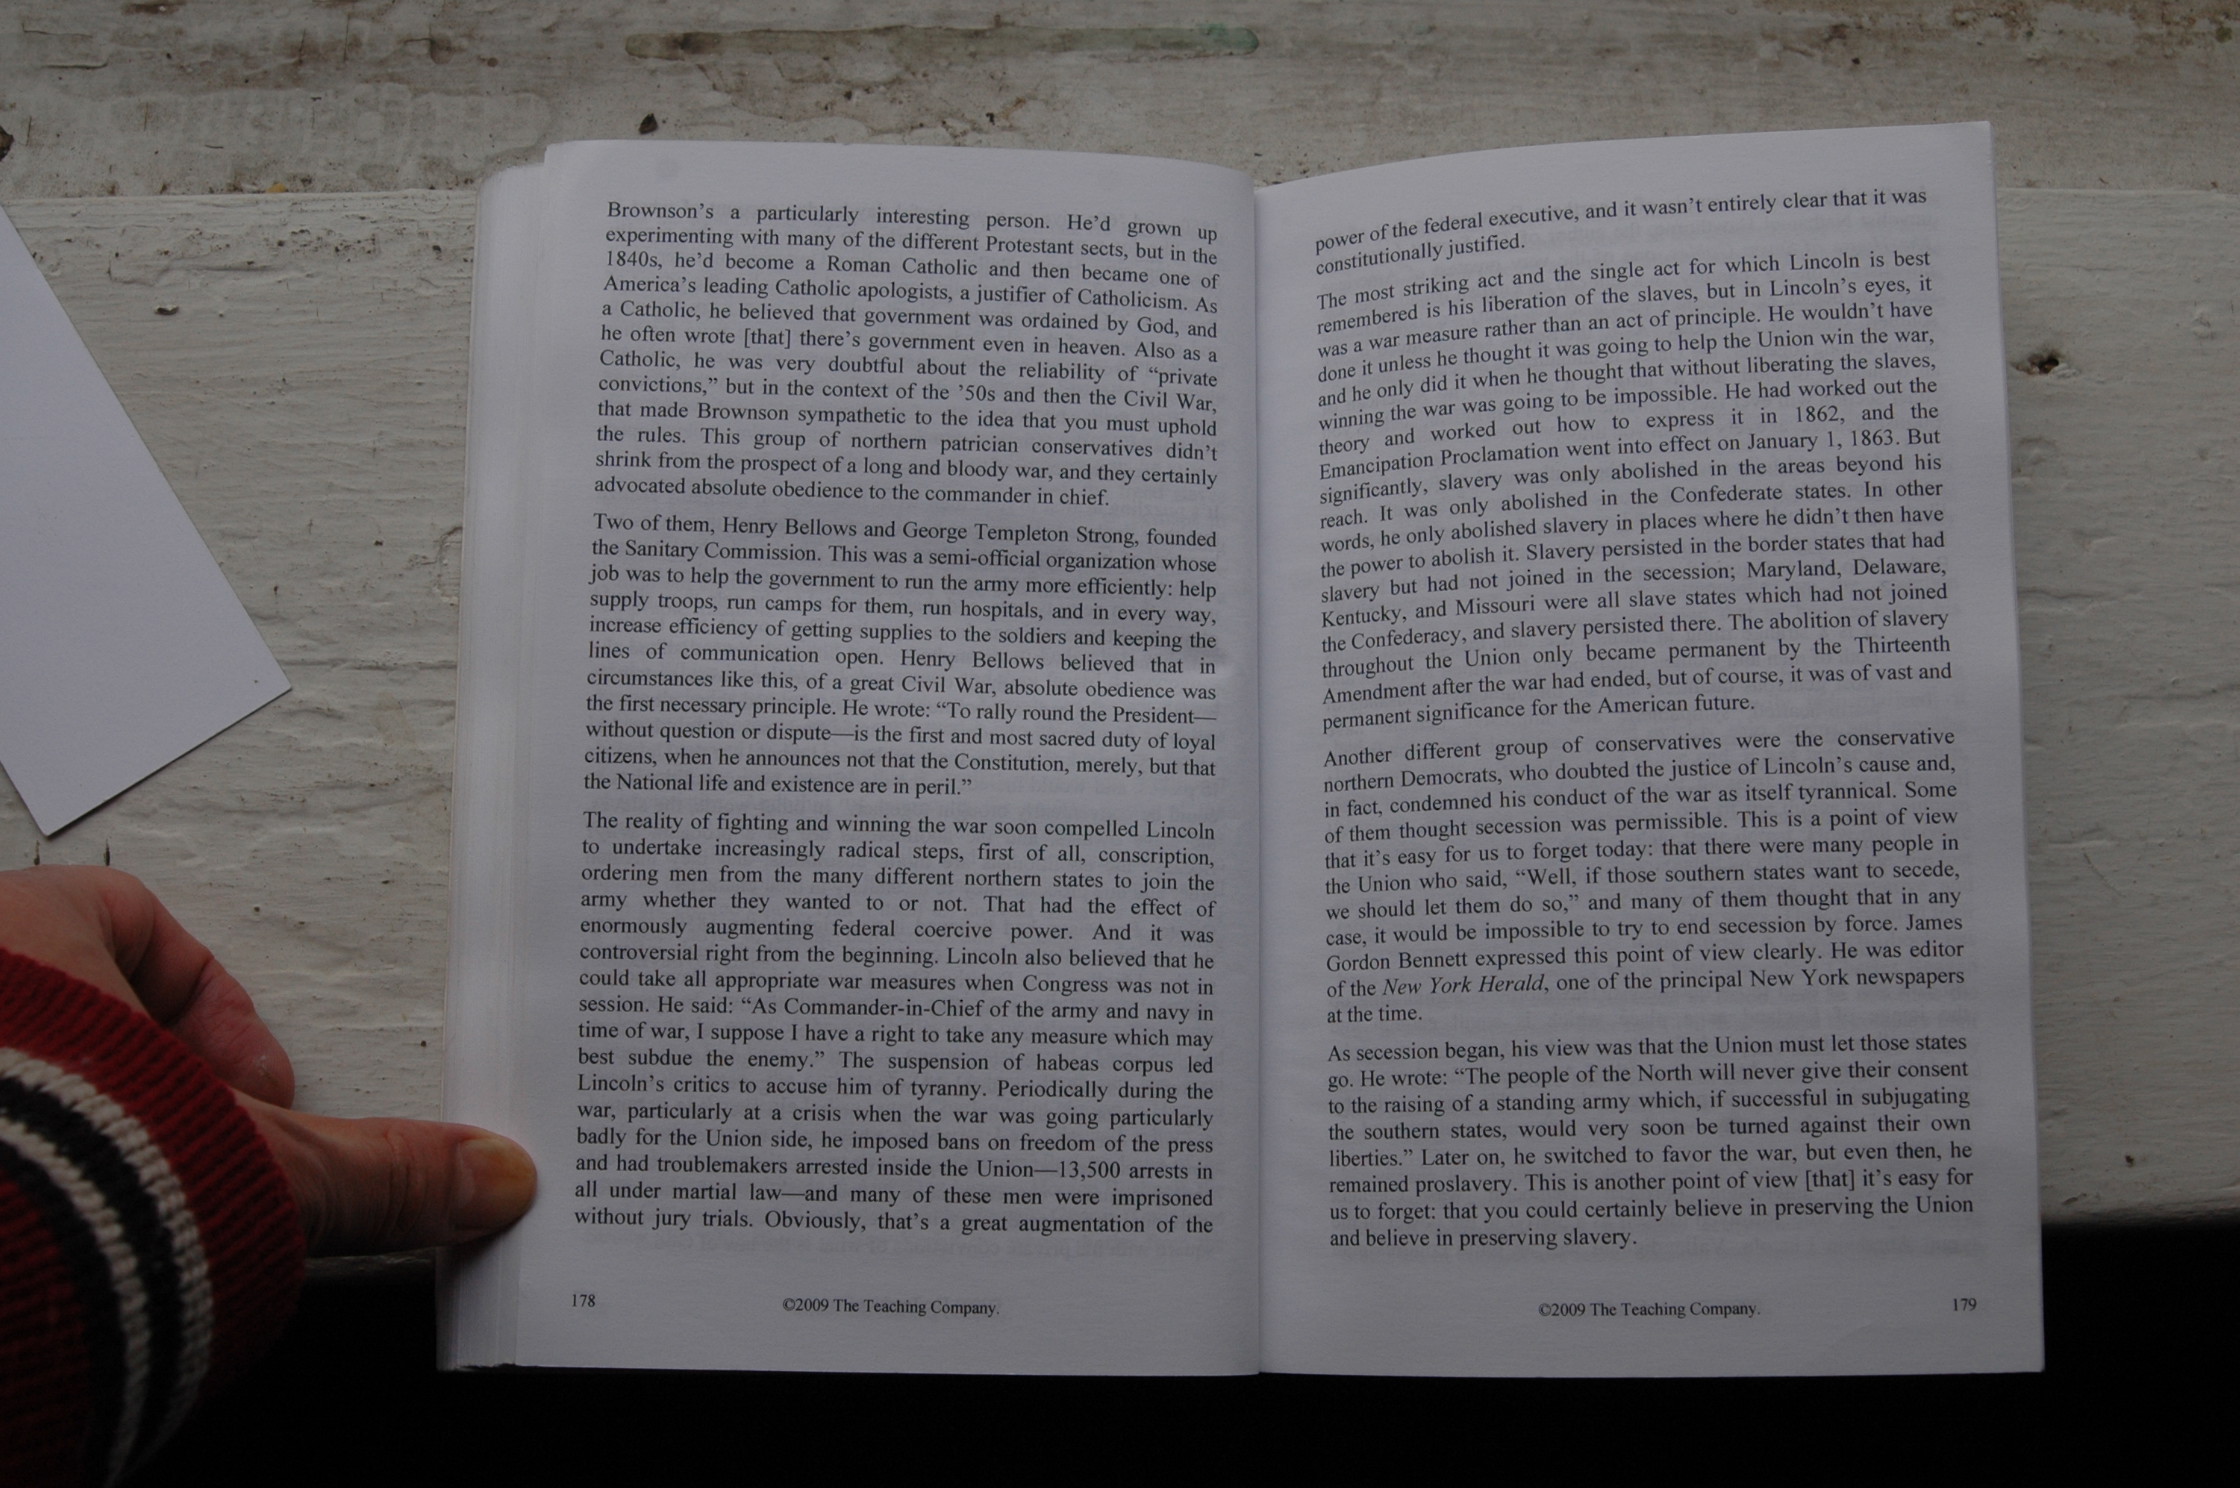 Brownson’s a particularly interesting person. He’d grown up
experimenting with many of the different Protestant sects, but in the
1840s, he’d become a Roman Catholic and then became one of
America’s leading Catholic apologists, a justifier of Catholicism. As
a Catholic, he believed that government was ordained by God, and
he often wrote [that] there’s government even in heaven. Also as a
Catholic, he was very doubtful about the reliability of “private
convictions,” but in the context of the ’50s and then the Civil War,
that made Brownson sympathetic to the idea that you must uphold
the rules. This group of northern patrician conservatives didn’t
shrink from the prospect of a long and bloody war, and they certainly
advocated absolute obedience to the commander in chief.
Two of them, Henry Bellows and George Templeton Strong, founded
the Sanitary Commission. This was a semi-official organization whose
job was to help the government to run the army more efficiently: help
supply troops, run camps for them, run hospitals, and in every way,
increase efficiency of getting supplies to the soldiers and keeping the
lines of communication open. Henry Bellows believed that in
circumstances like this, of a great Civil War, absolute obedience was
the first necessary principle. He wrote: “To rally round the President—
without question or dispute—is the first and most sacred duty of loyal
citizens, when he announces not that the Constitution, merely, but that
the National life and existence are in peril.”
The reality of fighting and winning the war soon compelled Lincoln
to undertake increasingly radical steps, first of all, conscription,
ordering men from the many different northern states to join the
army whether they wanted to or not. That had the effect of
enormously augmenting federal coercive power. And it was
controversial right from the beginning. Lincoln also believed that he
could take all appropriate war measures when Congress was not in
session. He said: “As Commander-in-Chief of the army and navy in
time of war, I suppose I have a right to take any measure which may
best subdue the enemy.” The suspension of habeas corpus led
Lincoln’s critics to accuse him of tyranny. Periodically during the
war, particularly at a crisis when the war was going particularly
badly for the Union side, he imposed bans on freedom of the press
and had troublemakers arrested inside the Union—13,500 arrests in
all under martial law—and many of these men were imprisoned
without jury trials. Obviously, that’s a great augmentation of the
178
©2009 The Teaching Company.
power of the federal executive, and it wasn’t entirely clear that it was
constitutionally justified.
The most striking act and the single act for which Lincoln is best
remembered is his liberation of the slaves, but in Lincoln’s eyes, it
was a war measure rather than an act of principle. He wouldn’t have
done it unless he thought it was going to help the Union win the war,
and he only did it when he thought that without liberating the slaves,
winning the war was going to be impossible. He had worked out the
theory and worked out how to express it in 1862, and the
Emancipation Proclamation went into effect on January 1, 1863. But
significantly, slavery was only abolished in the areas beyond his
reach. It was only abolished in the Confederate states. In other
words, he only abolished slavery in places where he didn’t then have
the power to abolish it. Slavery persisted in the border states that had
slavery but had not joined in the secession; Maryland, Delaware,
Kentucky, and Missouri were all slave states which had not joined
the Confederacy, and slavery persisted there. The abolition of slavery
throughout the Union only became permanent by the Thirteenth
Amendment after the war had ended, but of course, it was of vast and
permanent significance for the American future.
Another different group of conservatives were the conservative
northern Democrats, who doubted the justice of Lincoln’s cause and,
in fact, condemned his conduct of the war as itself tyrannical. Some
of them thought secession was permissible. This is a point of view
that it’s easy for us to forget today: that there were many people in
the Union who said, “Well, if those southern states want to secede,
we should let them do so,” and many of them thought that in any
case, it would be impossible to try to end secession by force. James
Gordon Bennett expressed this point of view clearly. He was editor
of the New York Herald, one of the principal New York newspapers
at the time.
As secession began, his view was that the Union must let those states
go. He wrote: “The people of the North will never give their consent
to the raising of a standing army which, if successful in subjugating
the southern states, would very soon be turned against their own
liberties.” Later on, he switched to favor the war, but even then, he
remained proslavery. This is another point of view [that] it’s easy for
us to forget: that you could certainly believe in preserving the Union
and believe in preserving slavery.
©2009 The Teaching Company.
179